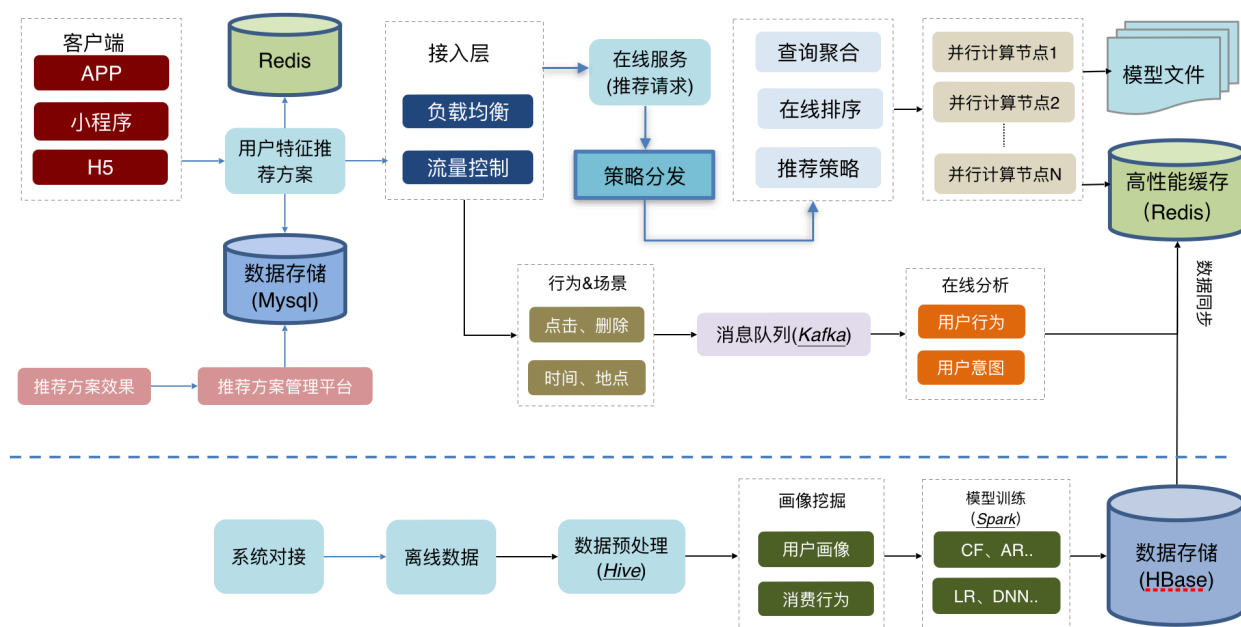 客户端
APP
小程序
H5
Redis
用户特征推
荐方案
数据存储
(Mysql)
推荐方案效果
推荐方案管理平台
接入层
负载均衡
流量控制
在线服务
(推荐请求)
策略分发
查询聚合
在线排序
推荐策略
并行计算节点1
并行计算节点2
并行计算节点N
模型文件
高性能缓存
（Redis）
行为&场景
点击、删除
时间、地点
消息队列(Kafka)
在线分析
用户行为
用户意图
数据同步
系统对接
离线数据
数据预处理
(Hive)
画像挖掘
用户画像
消费行为
模型训练
（Spark）
CF、AR..
LR、DNN..
数据存储
(HBase)